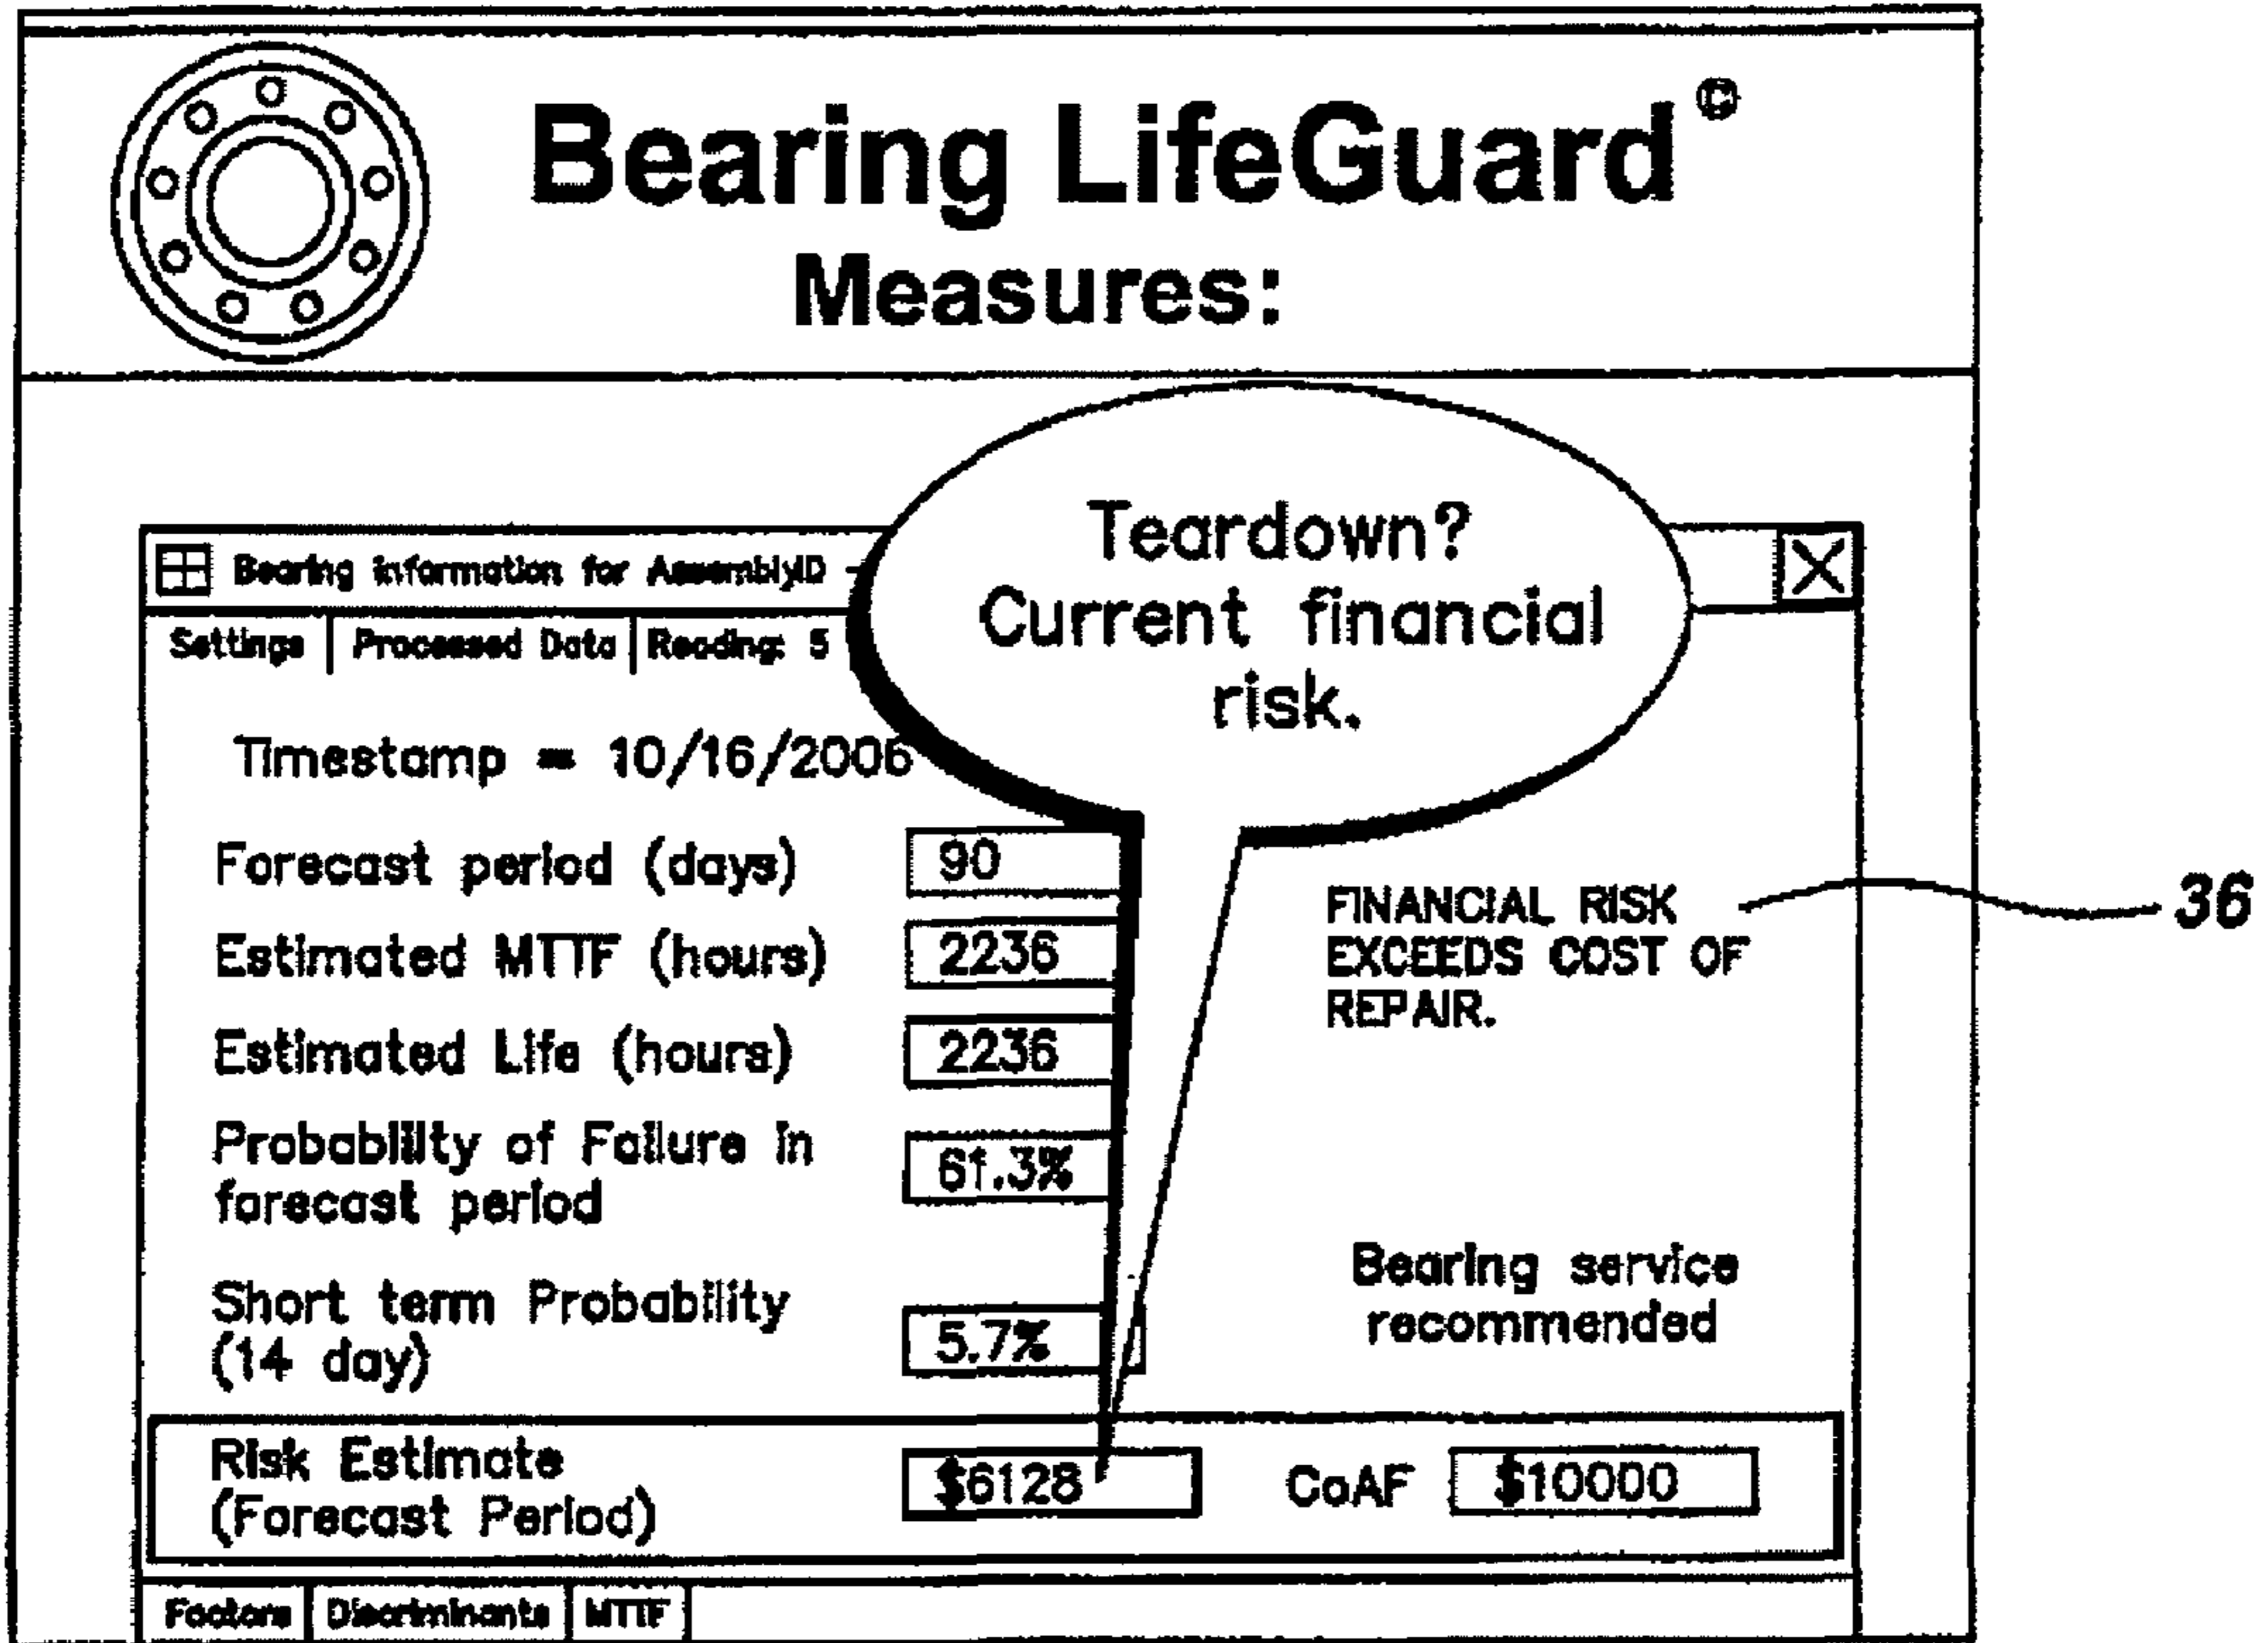 Bearing LifeGuard ©
Measures:
Teardown?
Current financial
risk.
Bearing information for AssemblyID -
Settings
Processed Data
Reading: 5
Timestamp = 10/16/2006
Forecast period (days) 90
Estimated MTTF (hours) 2236
Estimated Life (hours) 2236
Probability of Failure in
forecast period 61.3%
Short term Probability
(14 day) 5.7%
FINANCIAL RISK
EXCEEDS COST OF
REPAIR.
36
Bearing service
recommended
Risk Estimate
(Forecast Period) $6128
CoAF $10000
Factors
Discriminants
MTTF